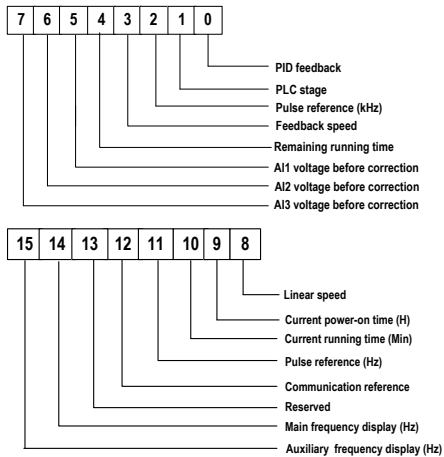 7 6 5 4 3 2 1 0
PID feedback
PLC stage
Pulse reference (kHz)
Feedback speed
Remaining running time
AI1 voltage before correction
AI2 voltage before correction
AI3 voltage before correction
15 14 13 12 11 10 9 8
Linear speed
Current power-on time (H)
Current running time (Min)
Pulse reference (Hz)
Communication reference
Reserved
Main frequency display (Hz)
Auxiliary frequency display (Hz)